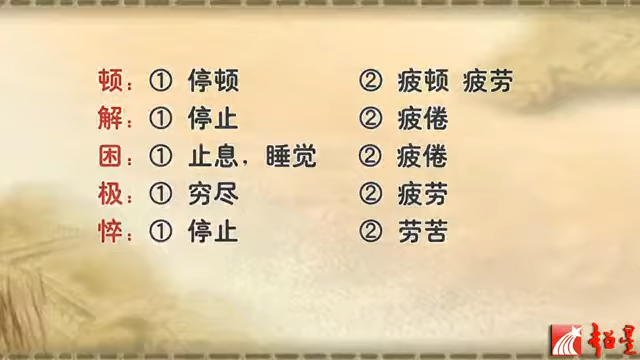 顿：① 停顿 ② 疲顿 疲劳
解：① 停止 ② 疲倦
困：① 止息，睡觉 ② 疲倦
极：① 穷尽 ② 疲劳
悴：① 停止 ② 劳苦
超星